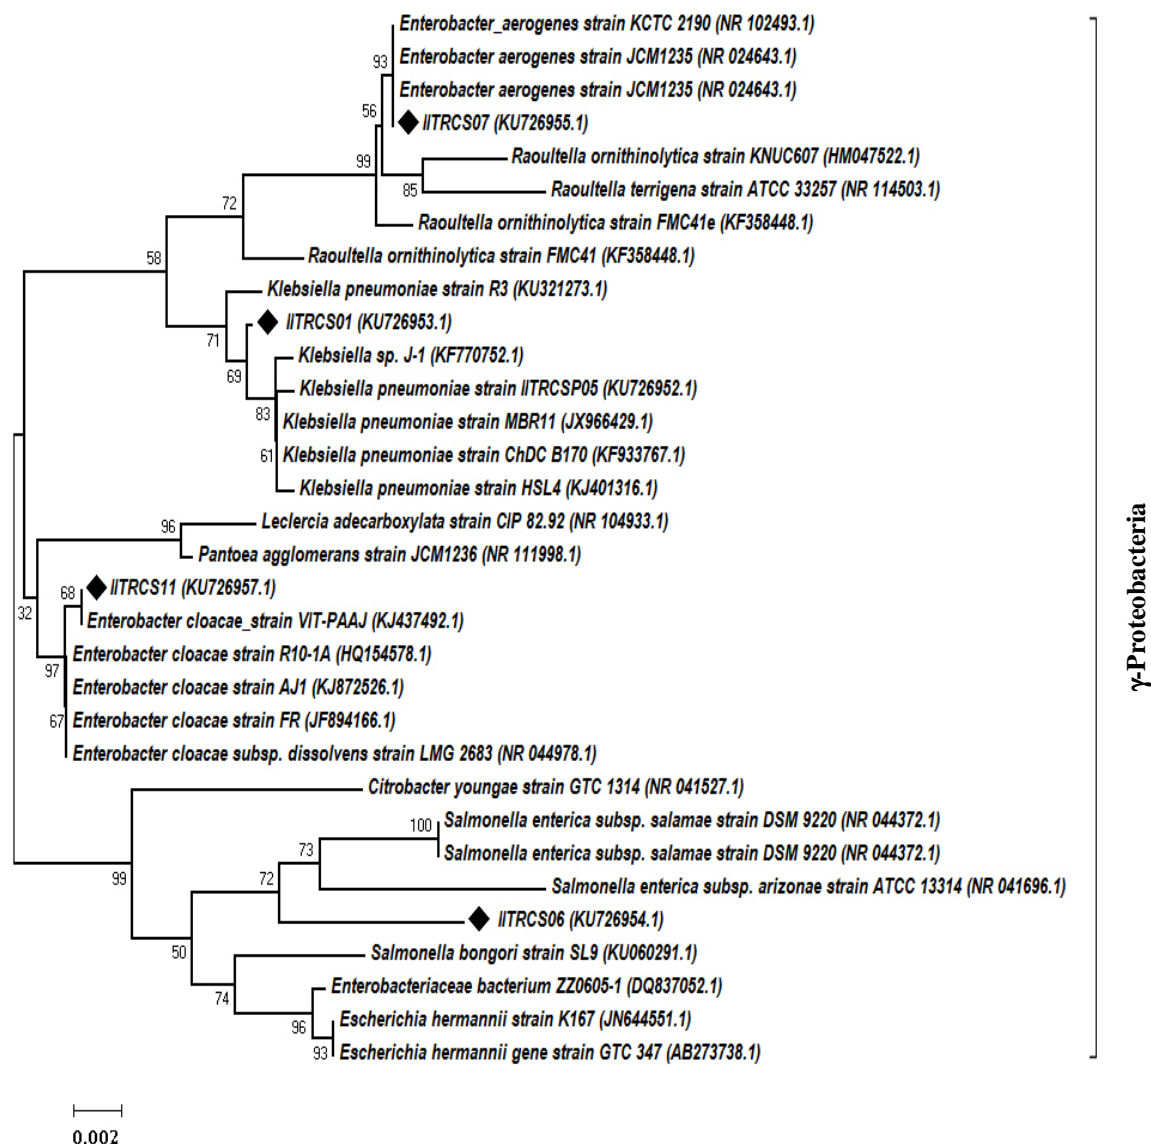 Enterobacter_aerogenes strain KCTC 2190 (NR 102493.1)
Enterobacter aerogenes strain JCM1235 (NR 024643.1)
93
Enterobacter aerogenes strain JCM1235 (NR 024643.1)
56
IITRCS07 (KU726955.1)
Raoultella ornithinolytica strain KNUC607 (HM047522.1)
99
85
Raoultella terrigena strain ATCC 33257 (NR 114503.1)
72
Raoultella ornithinolytica strain FMC41e (KF358448.1)
58
Raoultella ornithinolytica strain FMC41 (KF358448.1)
Klebsiella pneumoniae strain R3 (KU321273.1)
IITRCS01 (KU726953.1)
71
Klebsiella sp. J-1 (KF770752.1)
69
Klebsiella pneumoniae strain IITRCSP05 (KU726952.1)
83
Klebsiella pneumoniae strain MBR11 (JX966429.1)
61
Klebsiella pneumoniae strain ChDC B170 (KF933767.1)
Klebsiella pneumoniae strain HSL4 (KJ401316.1)
96
Leclercia adecarboxylata strain CIP 82.92 (NR 104933.1)
Pantoea agglomerans strain JCM1236 (NR 111998.1)
68
IITRCS11 (KU726957.1)
32
Enterobacter cloacae_strain VIT-PAAJ (KJ437492.1)
Enterobacter cloacae strain R10-1A (HQ154578.1)
97
Enterobacter cloacae strain AJ1 (KJ872526.1)
67
Enterobacter cloacae strain FR (JF894166.1)
Enterobacter cloacae subsp. dissolvens strain LMG 2683 (NR 044978.1)
Citrobacter youngae strain GTC 1314 (NR 041527.1)
100
Salmonella enterica subsp. salamae strain DSM 9220 (NR 044372.1)
73
Salmonella enterica subsp. salamae strain DSM 9220 (NR 044372.1)
99
72
Salmonella enterica subsp. arizonae strain ATCC 13314 (NR 041696.1)
IITRCS06 (KU726954.1)
50
Salmonella bongori strain SL9 (KU060291.1)
74
Enterobacteriaceae bacterium ZZ0605-1 (DQ837052.1)
96
Escherichia hermannii strain K167 (JN644551.1)
93
Escherichia hermannii gene strain GTC 347 (AB273738.1)
γ-Proteobacteria
0.002